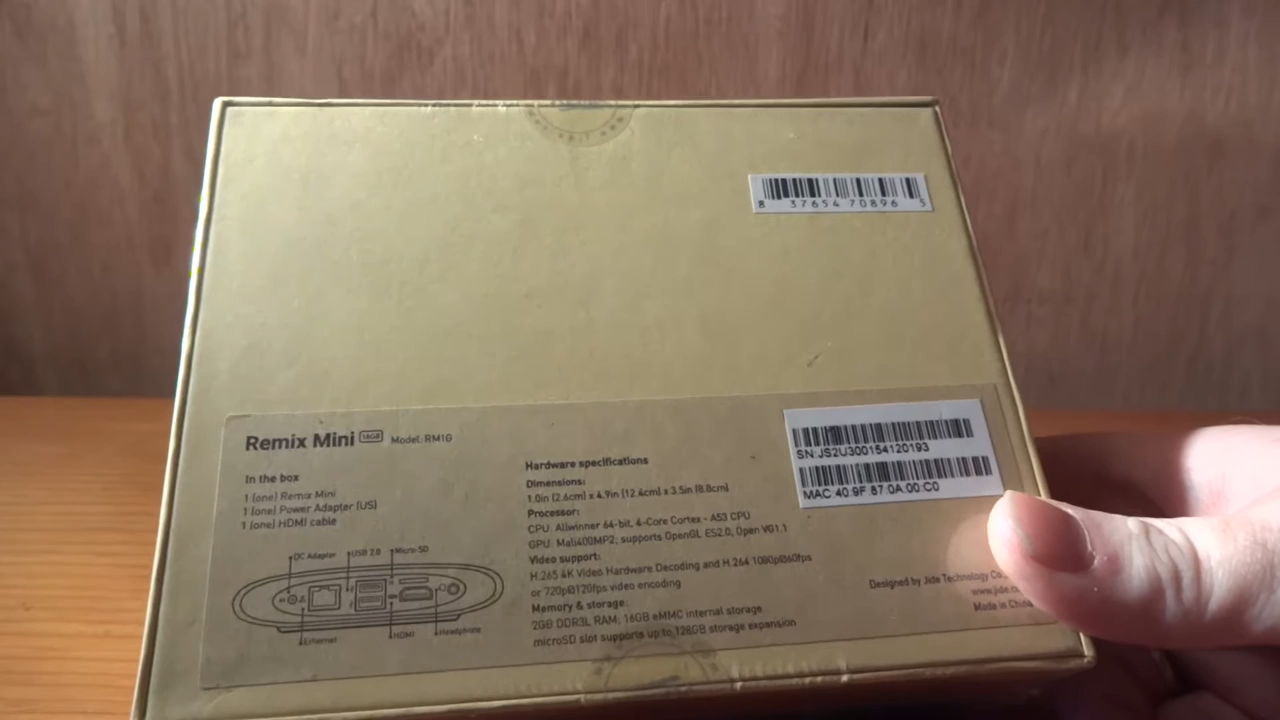 8 37654 70896 5
Remix Mini 16GB Model: RM1G
In the box
1 (one) Remix Mini
1 (one) Power Adapter (US)
1 (one) HDMI cable
DC Adapter
USB 2.0
Micro SD
Ethernet
HDMI
Headphone
Hardware specifications
Dimensions:
1.0in (2.6cm) x 4.9in (12.4cm) x 3.5in (8.8cm)
Processor:
CPU: Allwinner 64-bit, 4-Core Cortex - A53 CPU
GPU: Mali400MP2; supports OpenGL ES2.0, Open VG1.1
Video support:
H.265 4K Video Hardware Decoding and H.264 1080p@60fps
or 720p@120fps video encoding
Memory & storage:
2GB DDR3L RAM; 16GB eMMC internal storage
microSD slot supports up to 128GB storage expansion
SN:JS2U300154120193
MAC:40:9F:87:0A:00:C0
Designed by Jide Technology Co
www.jide.c
Made in China